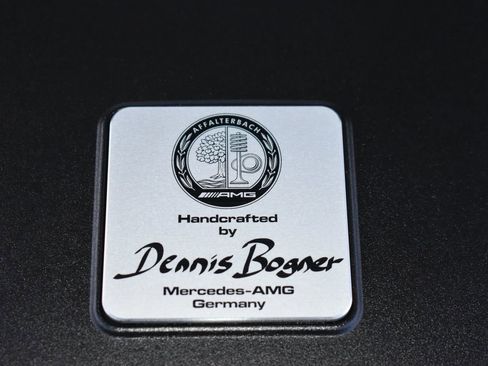 AFFALTERBACH
AMG
Handcrafted
by
Dennis Bogner
Mercedes-AMG
Germany